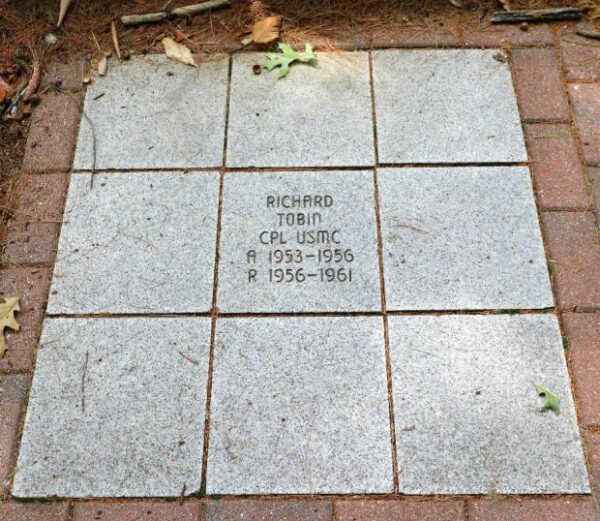 RICHARD
TOBIN
CPL USMC
A 1953-1956
R 1956-1961